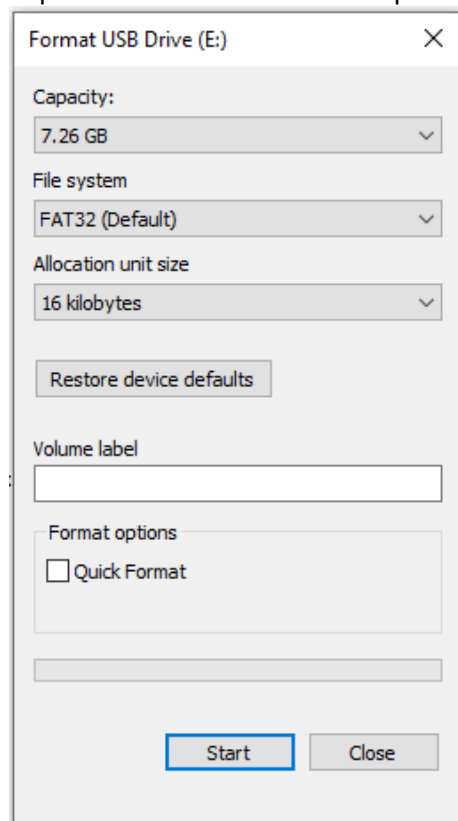 Format USB Drive (E:)
Capacity:
7.26 GB
File system
FAT32 (Default)
Allocation unit size
16 kilobytes
Restore device defaults
Volume label
Format options
Quick Format
Start Close